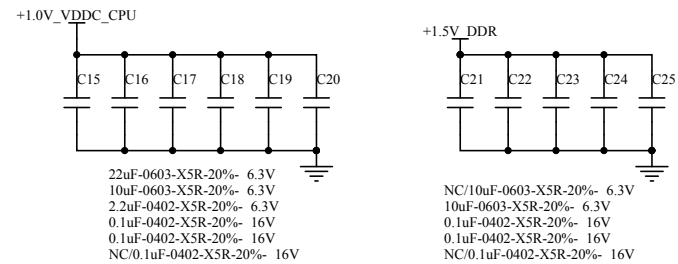 +1.0V_VDDC_CPU
C15 C16 C17 C18 C19 C20
22uF-0603-X5R-20%- 6.3V
10uF-0603-X5R-20%- 6.3V
2.2uF-0402-X5R-20%- 6.3V
0.1uF-0402-X5R-20%- 16V
0.1uF-0402-X5R-20%- 16V
NC/0.1uF-0402-X5R-20%- 16V
+1.5V_DDR
C21 C22 C23 C24 C25
NC/10uF-0603-X5R-20%- 6.3V
10uF-0603-X5R-20%- 6.3V
0.1uF-0402-X5R-20%- 16V
0.1uF-0402-X5R-20%- 16V
NC/0.1uF-0402-X5R-20%- 16V